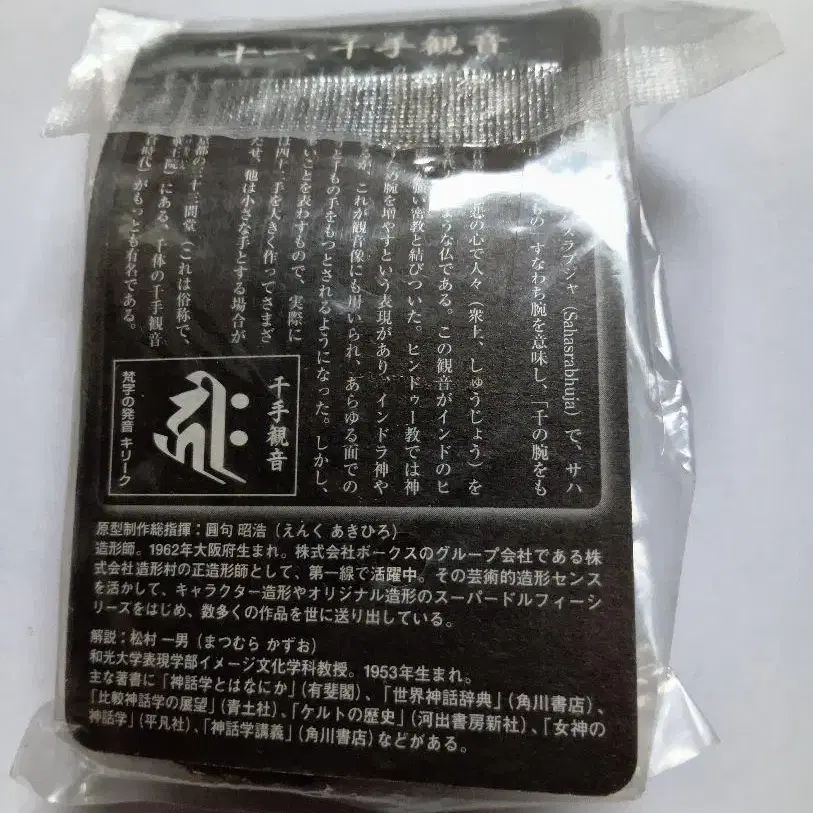 十一、千手観音
スラブジャ（Sahasrabhuja）で、サハ
もの、すなわち腕を意味し、「千の腕をも
悲の心で人々（衆上、しゅうじょう）を
ような仏である。この観音がインドのヒ
強い密教と結びついた。ヒンドゥー教では神
の腕を増やすという表現があり、インドラ神や
これが観音像にも用いられ、あらゆる面での
もの手をもつとされるようになった。しかし、
いことを表わすもので、実際に
は四十二手を大きく作ってさまざ
たせ、他は小さな手とする場合が
三十三間堂（これは俗称で、
にある、千体の千手観音
時代）がもっとも有名である。
千手観音
梵字の発音 キリーク
原型制作総指揮：圓句 昭浩（えんく あきひろ）
造形師。1962年大阪府生まれ。株式会社ボークスのグループ会社である株
式会社造形村の正造形師として、第一線で活躍中。その芸術的造形センス
を活かして、キャラクター造形やオリジナル造形のスーパードルフィーシ
リーズをはじめ、数多くの作品を世に送り出している。
解説：松村 一男（まつむら かずお）
和光大学表現学部イメージ文化学科教授。1953年生まれ。
主な著書に「神話学とはなにか」（有斐閣）、「世界神話辞典」（角川書店）、
「比較神話学の展望」（青土社）、「ケルトの歴史」（河出書房新社）、「女神の
神話学」（平凡社）、「神話学講義」（角川書店）などがある。